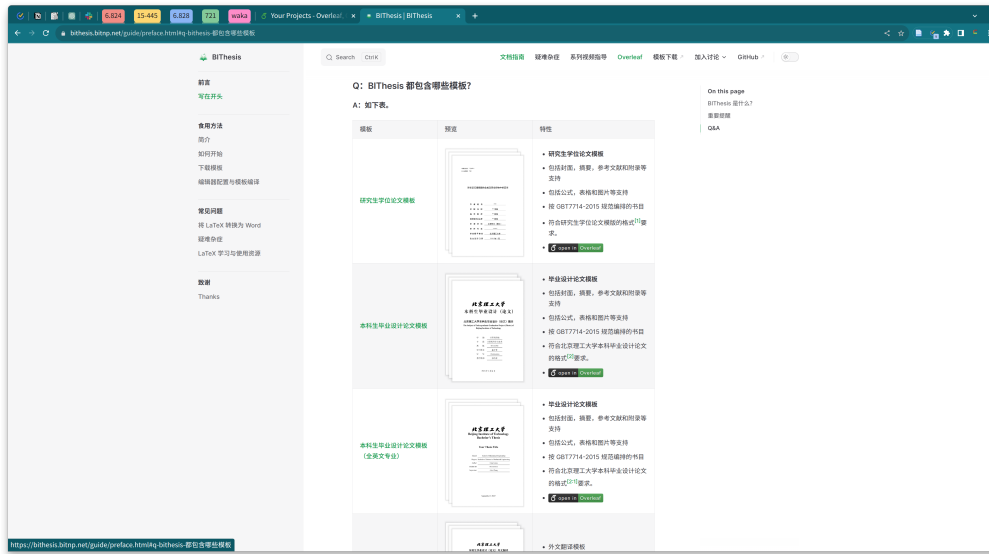 6.824
15-445
6.828
721
waka
Your Projects - Overleaf,
BIThesis | BIThesis
bithesis.bitnp.net/guide/preface.html#q-bithesis-都包含哪些模板
BIThesis
Search
Ctrl K
文档指南
疑难杂症
系列视频指导
Overleaf
模板下载
加入讨论
GitHub
前言
写在开头
食用方法
简介
如何开始
下载模板
编辑器配置与模板编译
常见问题
将 LaTeX 转换为 Word
疑难杂症
LaTeX 学习与使用资源
致谢
Thanks
Q：BIThesis 都包含哪些模板？
A：如下表。
模板
预览
特性
研究生学位论文模板
研究生学位论文模板
包括封面，摘要，参考文献和附录等
支持
包括公式，表格和图片等支持
按 GBT7714-2015 规范编排的书目
符合研究生学位论文模版的格式[1]要
求。
open in Overleaf
本科生毕业设计论文模板
北京理工大学
本科生毕业设计（论文）
毕业设计论文模板
包括封面，摘要，参考文献和附录等
支持
包括公式，表格和图片等支持
按 GBT7714-2015 规范编排的书目
符合北京理工大学本科毕业设计论文
的格式[2]要求。
open in Overleaf
本科生毕业设计论文模板
（全英文专业）
北京理工大学
Beijing Institute of Technology
Bachelor's Thesis
毕业设计论文模板
包括封面，摘要，参考文献和附录等
支持
包括公式，表格和图片等支持
按 GBT7714-2015 规范编排的书目
符合北京理工大学本科毕业设计论文
的格式[2:1]要求。
open in Overleaf
北京理工大学
外文翻译模板
On this page
BIThesis 是什么？
重要提醒
Q&A
https://bithesis.bitnp.net/guide/preface.html#q-bithesis-都包含哪些模板